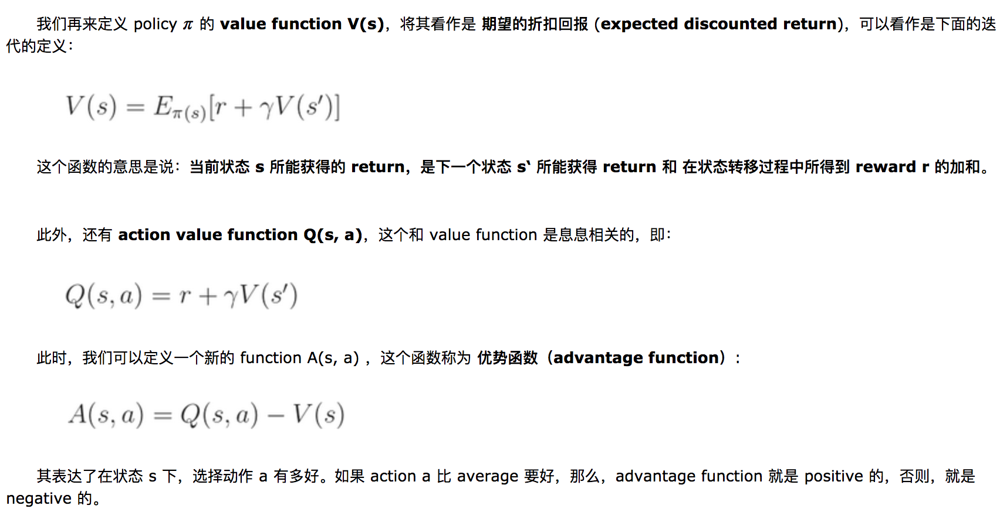 我们再来定义 policy π 的 value function V(s)，将其看作是 期望的折扣回报 (expected discounted return)，可以看作是下面的迭
代的定义：
V(s) = E_{π(s)}[r + γV(s′)]
这个函数的意思是说：当前状态 s 所能获得的 return，是下一个状态 s‘ 所能获得 return 和 在状态转移过程中所得到 reward r 的加和。
此外，还有 action value function Q(s, a)，这个和 value function 是息息相关的，即：
Q(s, a) = r + γV(s′)
此时，我们可以定义一个新的 function A(s, a) ，这个函数称为 优势函数（advantage function）:
A(s, a) = Q(s, a) − V(s)
其表达了在状态 s 下，选择动作 a 有多好。如果 action a 比 average 要好，那么，advantage function 就是 positive 的，否则，就是
negative 的。